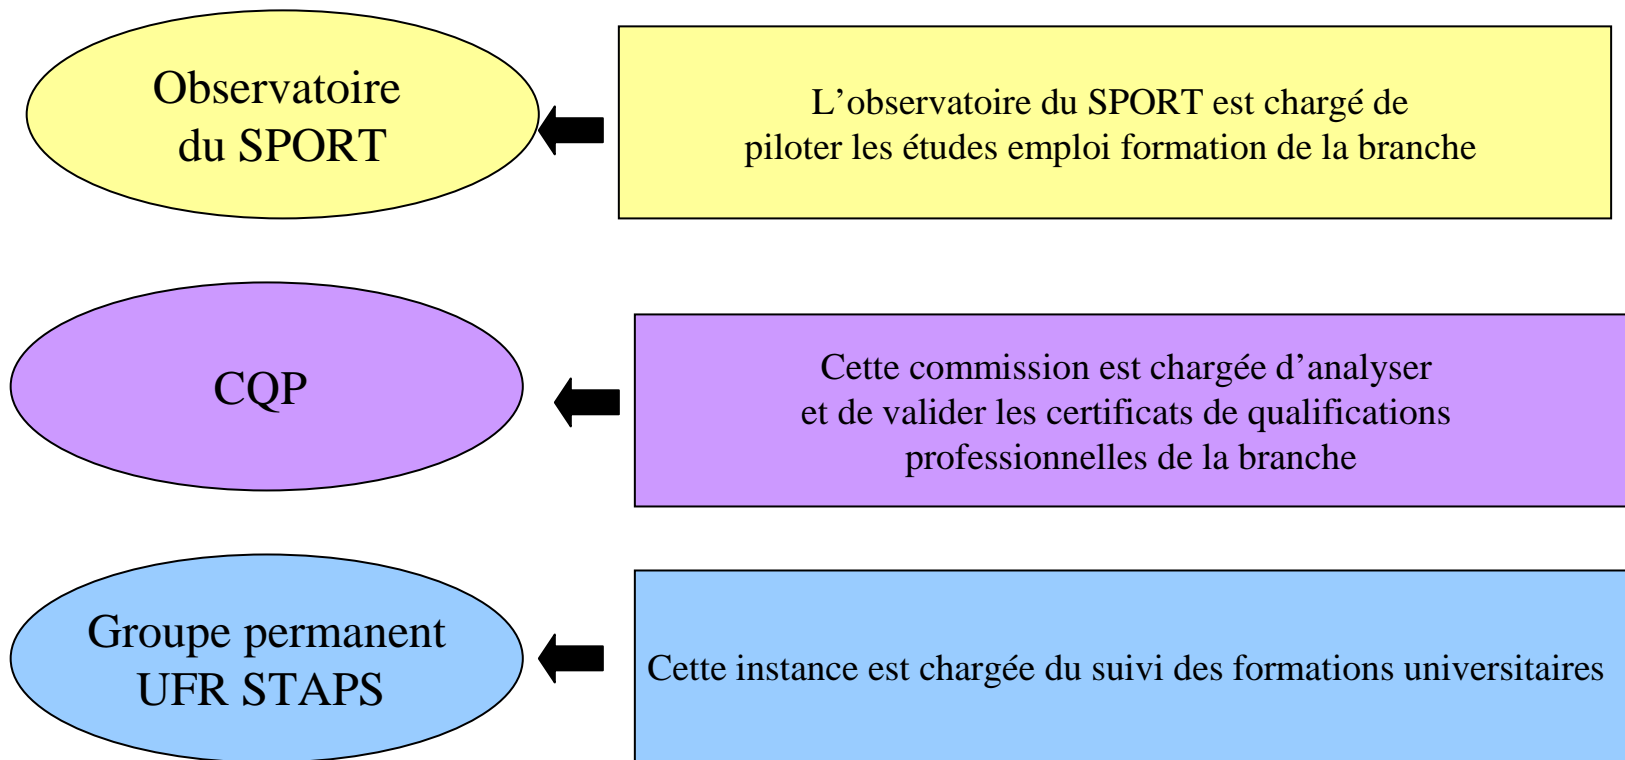 Observatoire
du SPORT
L’observatoire du SPORT est chargé de
piloter les études emploi formation de la branche
CQP
Cette commission est chargée d’analyser
et de valider les certificats de qualifications
professionnelles de la branche
Groupe permanent
UFR STAPS
Cette instance est chargée du suivi des formations universitaires